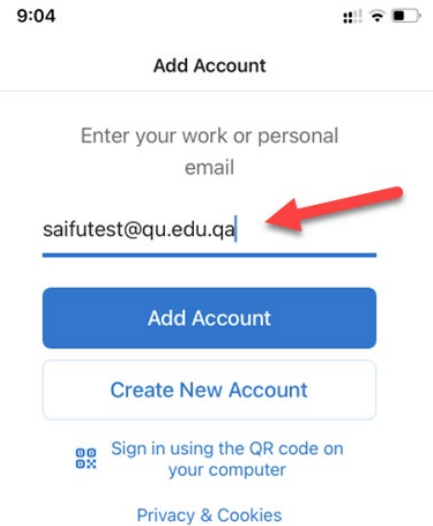 9:04
Add Account
Enter your work or personal
email
saifutest@qu.edu.qa
Add Account
Create New Account
Sign in using the QR code on
your computer
Privacy & Cookies